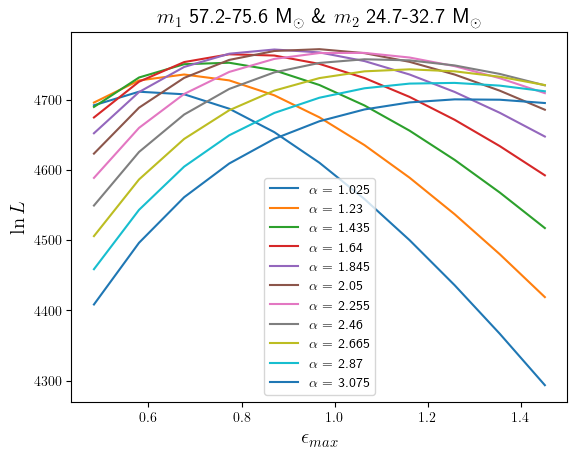 m₁ 57.2-75.6 M☉ & m₂ 24.7-32.7 M☉
ln L
4700
4600
4500
4400
4300
α = 1.025
α = 1.23
α = 1.435
α = 1.64
α = 1.845
α = 2.05
α = 2.255
α = 2.46
α = 2.665
α = 2.87
α = 3.075
0.6 0.8 1.0 1.2 1.4
ϵmax